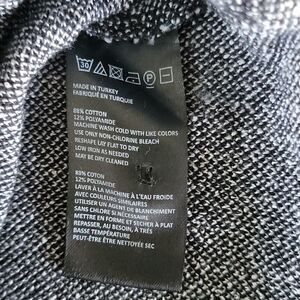 30 P
MADE IN TURKEY
FABRIQUÉ EN TURQUIE
88% COTTON
12% POLYAMIDE
MACHINE WASH COLD WITH LIKE COLORS
USE ONLY NON-CHLORINE BLEACH
RESHAPE LAY FLAT TO DRY
LOW IRON AS NEEDED
MAY BE DRY CLEANED
88% COTON
12% POLYAMIDE
LAVER À LA MACHINE À L'EAU FROIDE
AVEC COULEURS SIMILAIRES
UTILISER UN AGENT DE BLANCHIMENT
SANS CHLORE SI NÉCESSAIRE
METTRE EN FORME ET SÉCHER À PLAT
REPASSER, AU BESOIN, À TRÈS
BASSE TEMPÉRATURE
PEUT-ÊTRE ÊTRE NETTOYÉE SEC